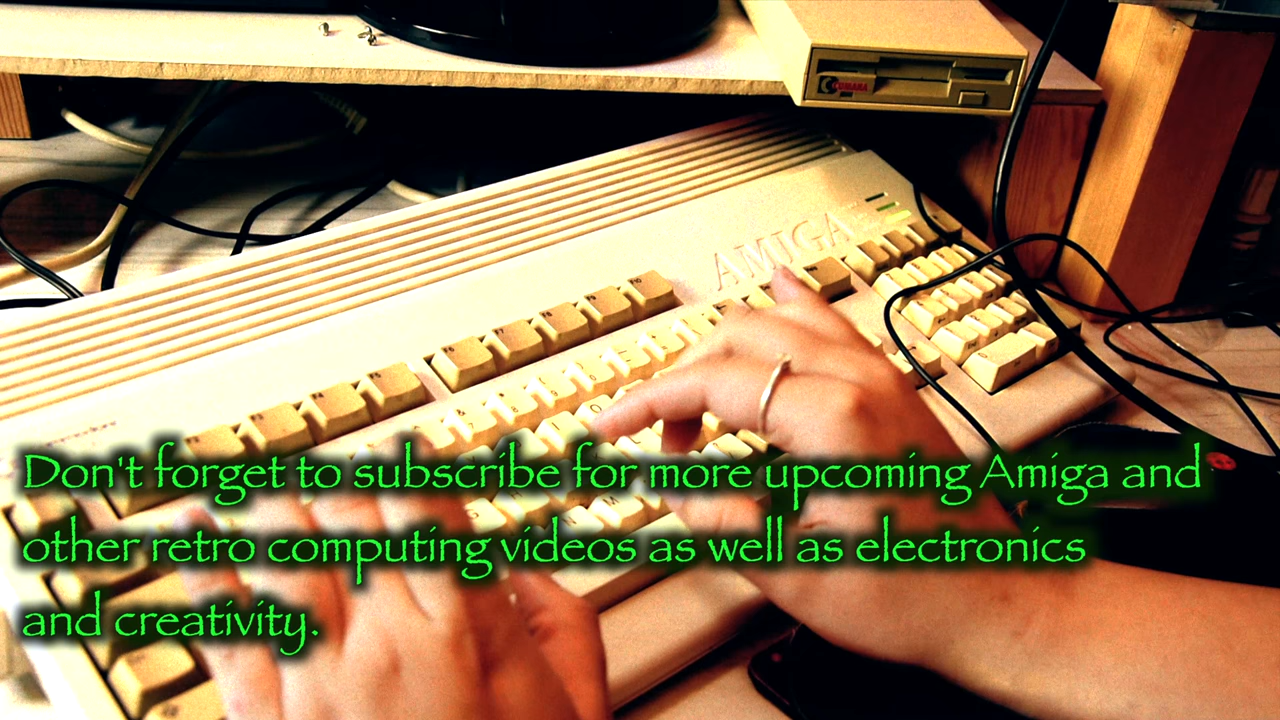 CUMANA
AMIGA
Don't forget to subscribe for more upcoming Amiga and
other retro computing videos as well as electronics
and creativity.